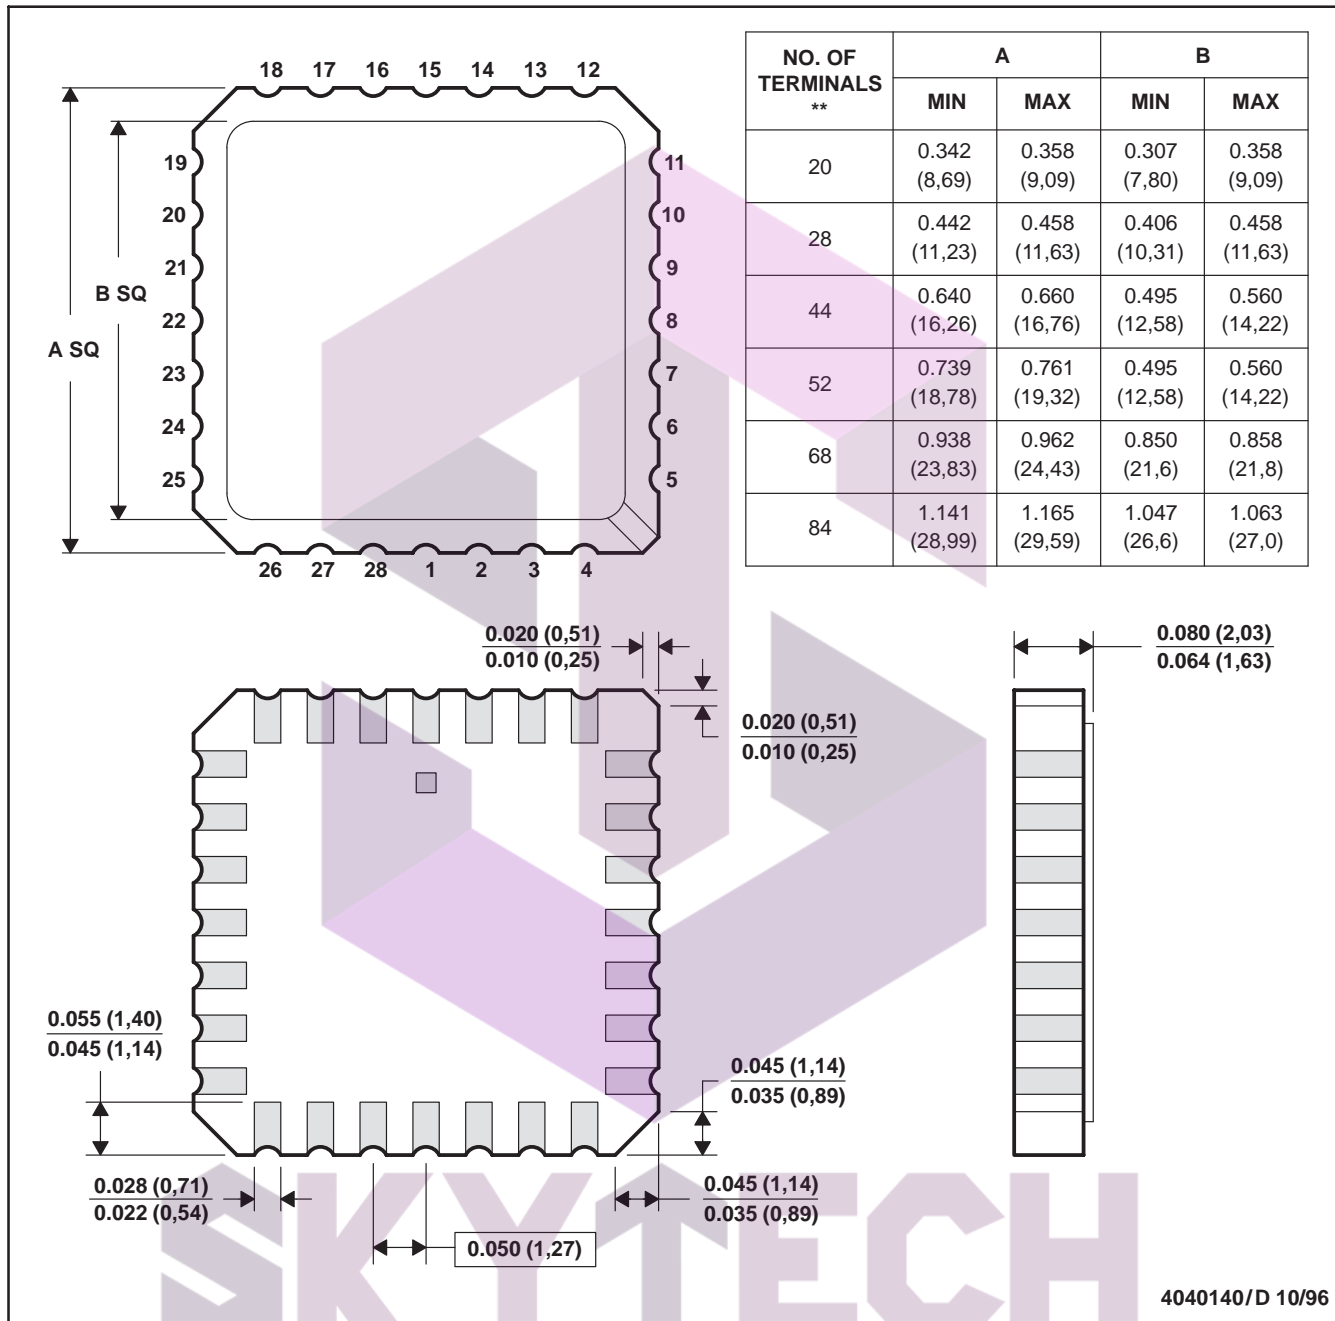 18 17 16 15 14 13 12
19
20
21
22
23
24
25
11
10
9
8
7
6
5
26 27 28 1 2 3 4
B SQ
A SQ
NO. OF TERMINALS ** A B
MIN MAX MIN MAX
20 0.342 (8,69) 0.358 (9,09) 0.307 (7,80) 0.358 (9,09)
28 0.442 (11,23) 0.458 (11,63) 0.406 (10,31) 0.458 (11,63)
44 0.640 (16,26) 0.660 (16,76) 0.495 (12,58) 0.560 (14,22)
52 0.739 (18,78) 0.761 (19,32) 0.495 (12,58) 0.560 (14,22)
68 0.938 (23,83) 0.962 (24,43) 0.850 (21,6) 0.858 (21,8)
84 1.141 (28,99) 1.165 (29,59) 1.047 (26,6) 1.063 (27,0)
0.020 (0,51)
0.010 (0,25)
0.080 (2,03)
0.064 (1,63)
0.020 (0,51)
0.010 (0,25)
0.055 (1,40)
0.045 (1,14)
0.045 (1,14)
0.035 (0,89)
0.028 (0,71)
0.022 (0,54)
0.045 (1,14)
0.035 (0,89)
0.050 (1,27)
SKYTECH
4040140/D 10/96